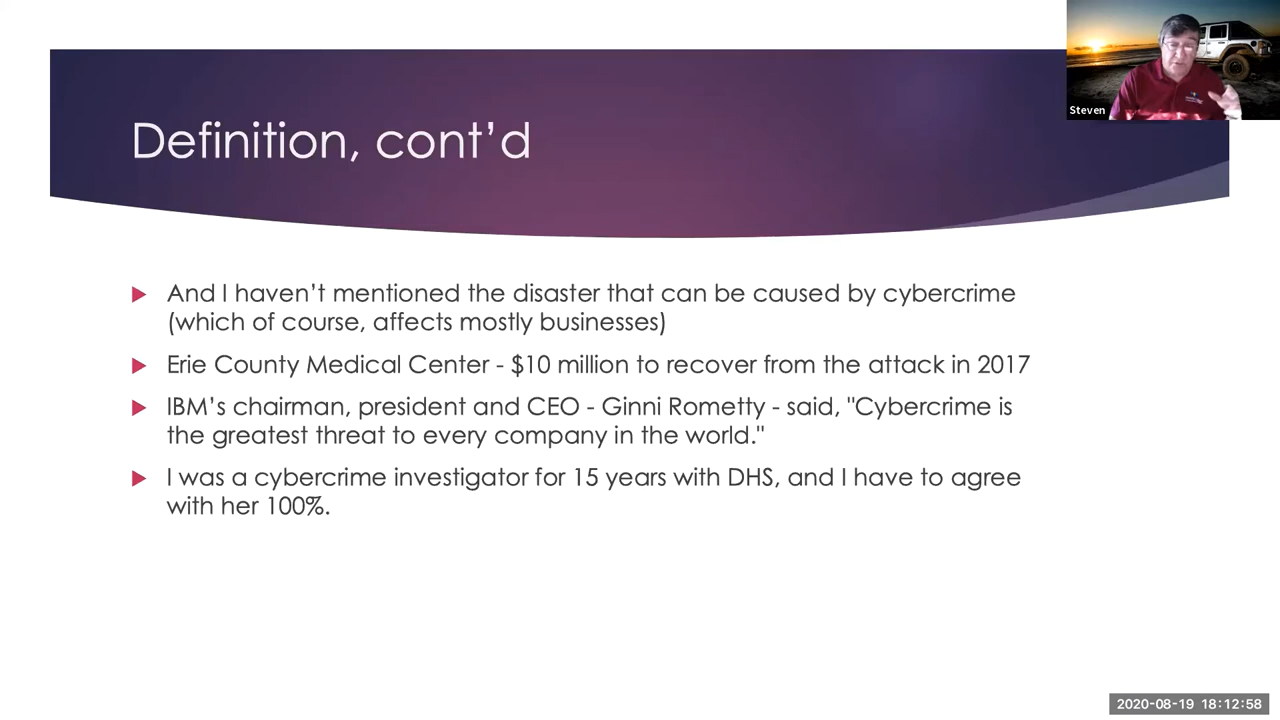 Steven
Definition, cont’d
And I haven’t mentioned the disaster that can be caused by cybercrime
(which of course, affects mostly businesses)
Erie County Medical Center - $10 million to recover from the attack in 2017
IBM’s chairman, president and CEO - Ginni Rometty - said, "Cybercrime is
the greatest threat to every company in the world."
I was a cybercrime investigator for 15 years with DHS, and I have to agree
with her 100%.
2020-08-19 18:12:58